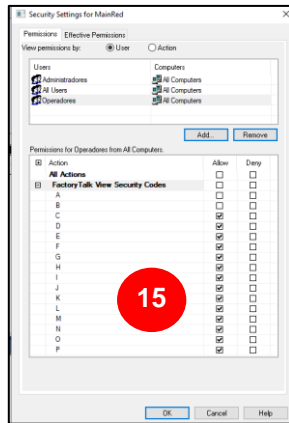 Security Settings for MainRed
Permissions Effective Permissions
View permissions by: User Action
Users Computers
Administradores All Computers
All Users All Computers
Operadores All Computers
Add... Remove
Permissions for Operadores from All Computers.
Action Allow Deny
All Actions
FactoryTalk View Security Codes
A
B
C
D
E
F
G
H
I
J
K
L
M
N
O
P
15
OK Cancel Help